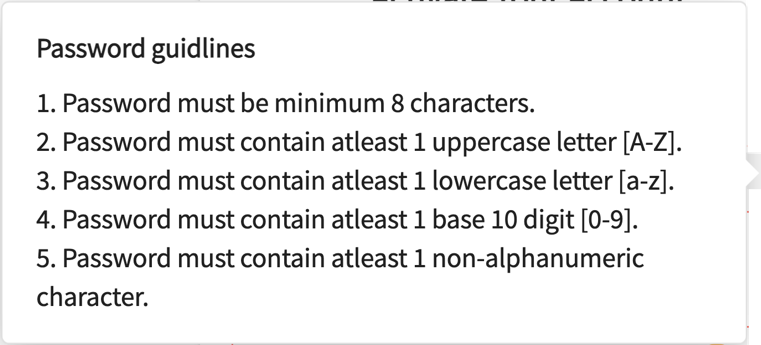 Password guidlines
1. Password must be minimum 8 characters.
2. Password must contain atleast 1 uppercase letter [A-Z].
3. Password must contain atleast 1 lowercase letter [a-z].
4. Password must contain atleast 1 base 10 digit [0-9].
5. Password must contain atleast 1 non-alphanumeric
character.